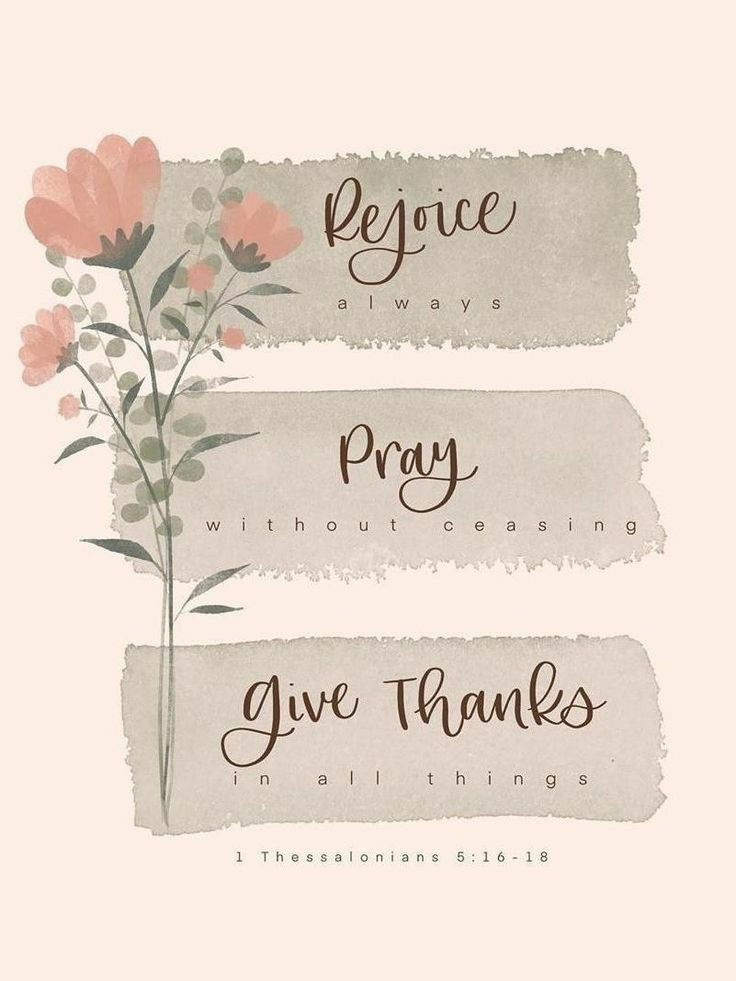 Rejoice
always
Pray
without ceasing
give Thanks
in all things
1 Thessalonians 5:16-18